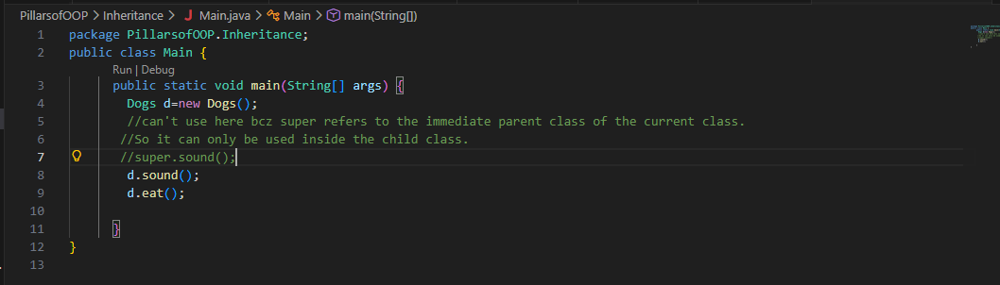 PillarsofOOP > Inheritance > J Main.java > Main > main(String[])
1 package PillarsofOOP.Inheritance;
2 public class Main {
Run | Debug
3 public static void main(String[] args) {
4 Dogs d=new Dogs();
5 //can't use here bcz super refers to the immediate parent class of the current class.
6 //So it can only be used inside the child class.
7 //super.sound();
8 d.sound();
9 d.eat();
10
11 }
12 }
13